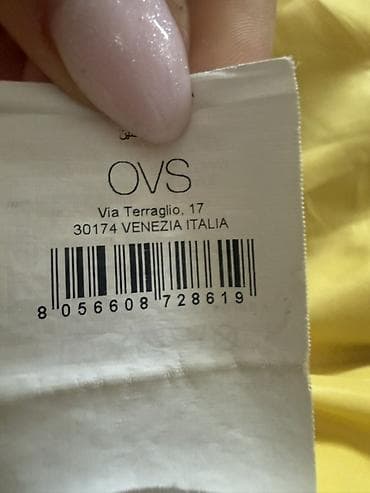 OVS
Via Terraglio, 17
30174 VENEZIA ITALIA
8 056608 728619